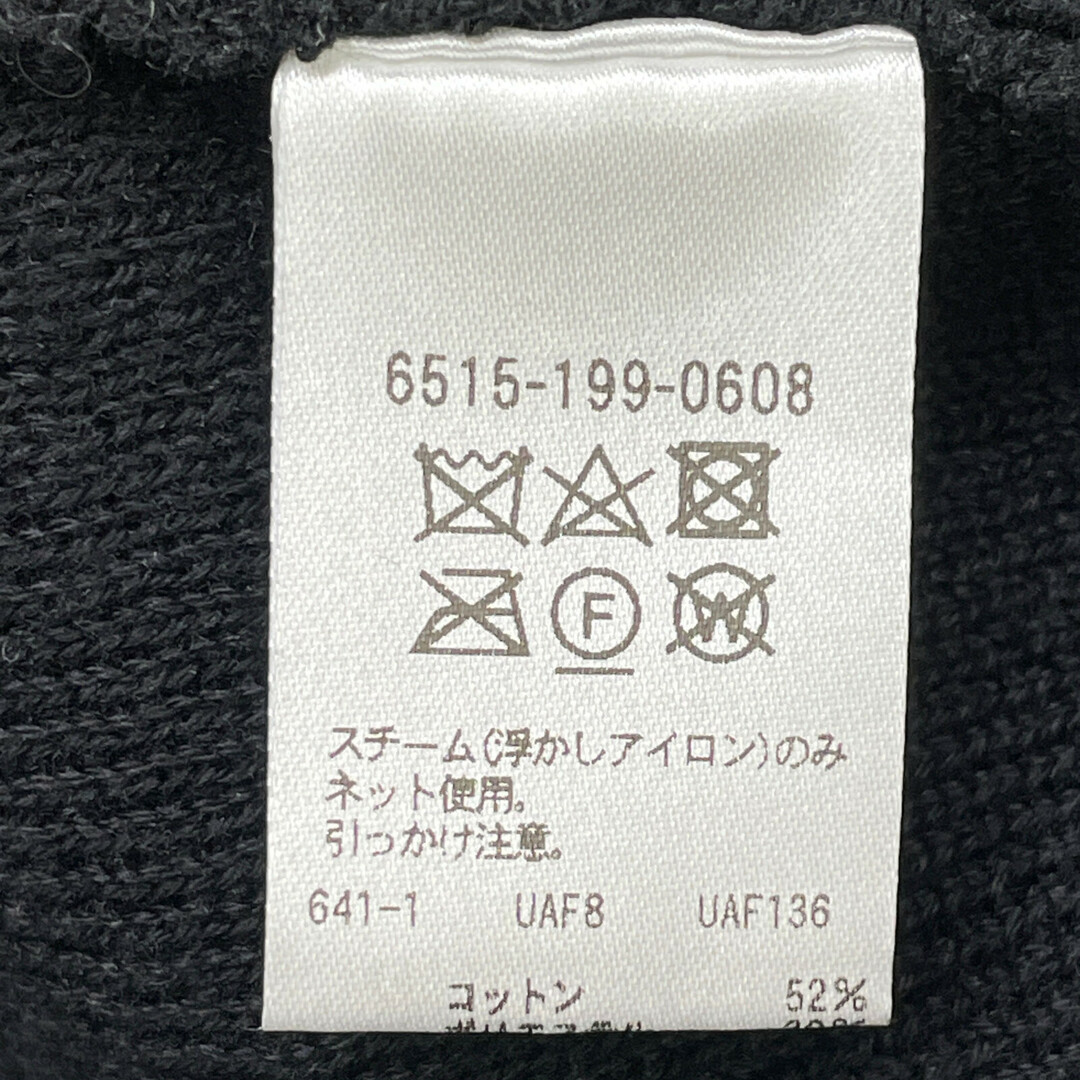 6515-199-0608
F W
スチーム(浮かしアイロン)のみ
ネット使用。
引っかけ注意。
641-1 UAF8 UAF136
コットン 52%